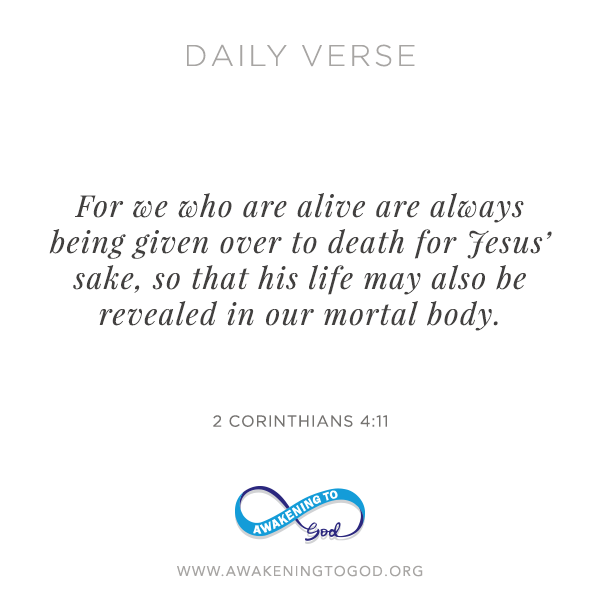 DAILY VERSE
For we who are alive are always
being given over to death for Jesus’
sake, so that his life may also be
revealed in our mortal body.
2 CORINTHIANS 4:11
AWAKENING TO
God
WWW.AWAKENINGTOGOD.ORG